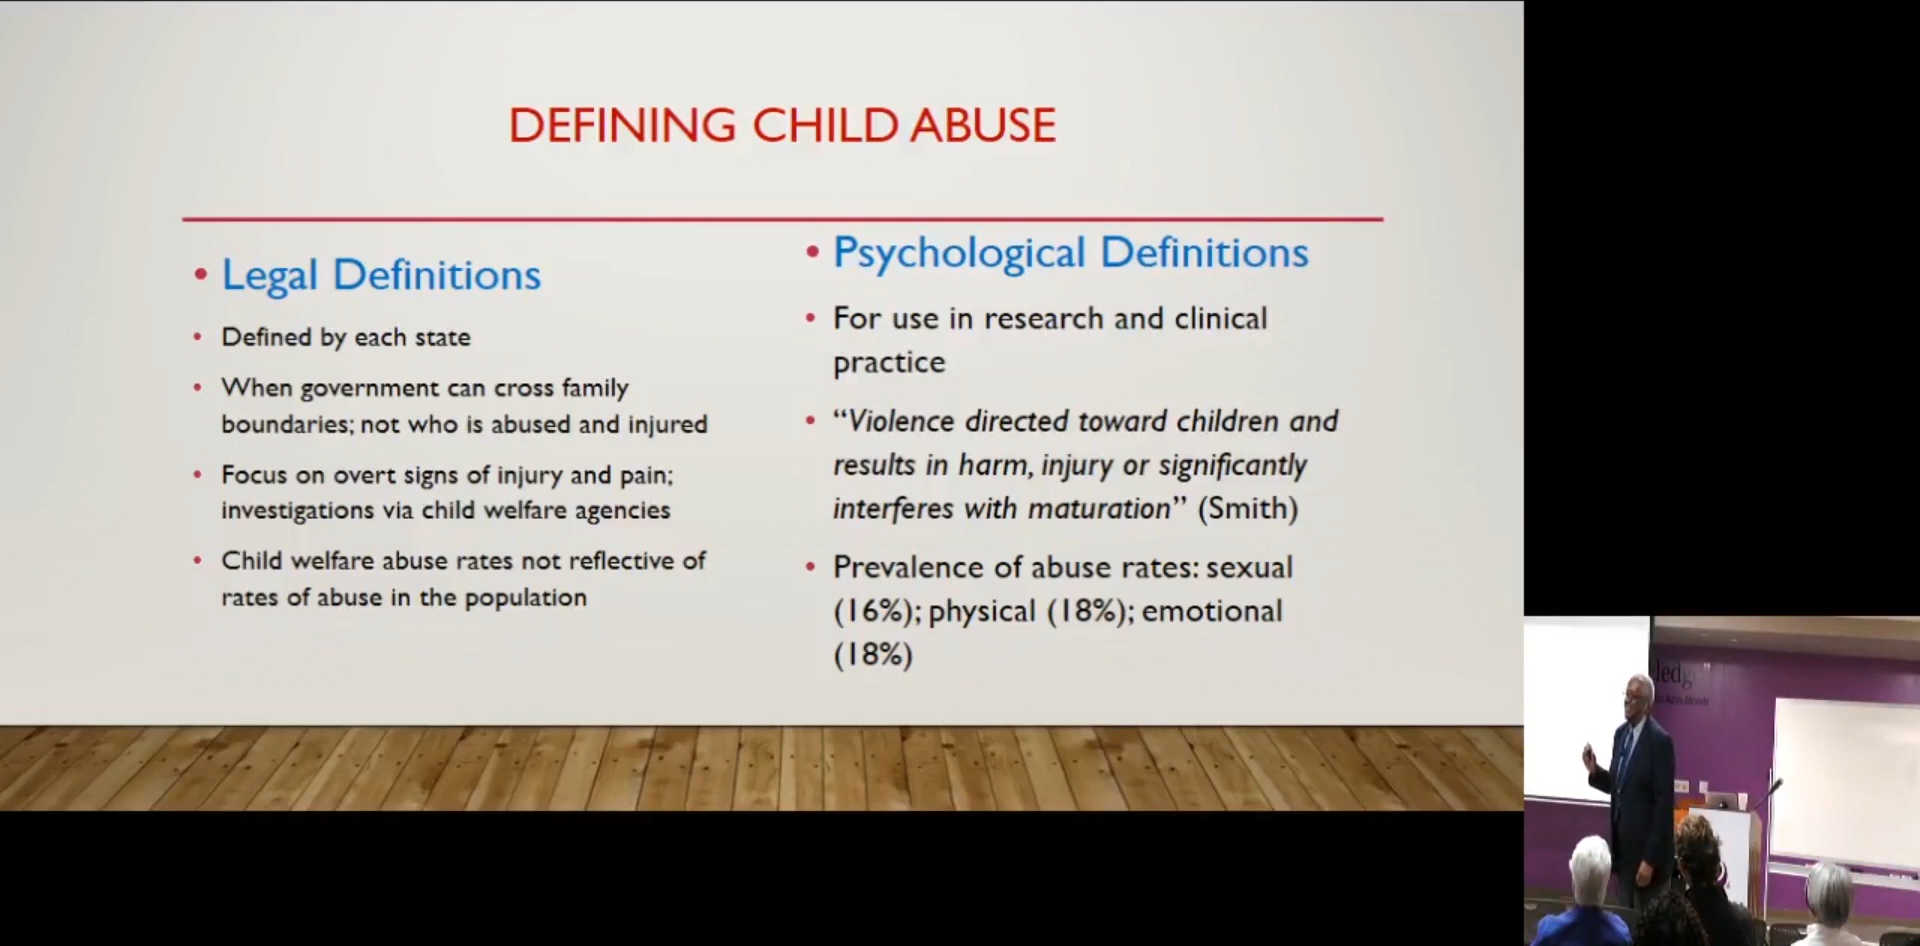 DEFINING CHILD ABUSE
• Legal Definitions
• Defined by each state
• When government can cross family
boundaries; not who is abused and injured
• Focus on overt signs of injury and pain;
investigations via child welfare agencies
• Child welfare abuse rates not reflective of
rates of abuse in the population
• Psychological Definitions
• For use in research and clinical
practice
• “Violence directed toward children and
results in harm, injury or significantly
interferes with maturation” (Smith)
• Prevalence of abuse rates: sexual
(16%); physical (18%); emotional
(18%)